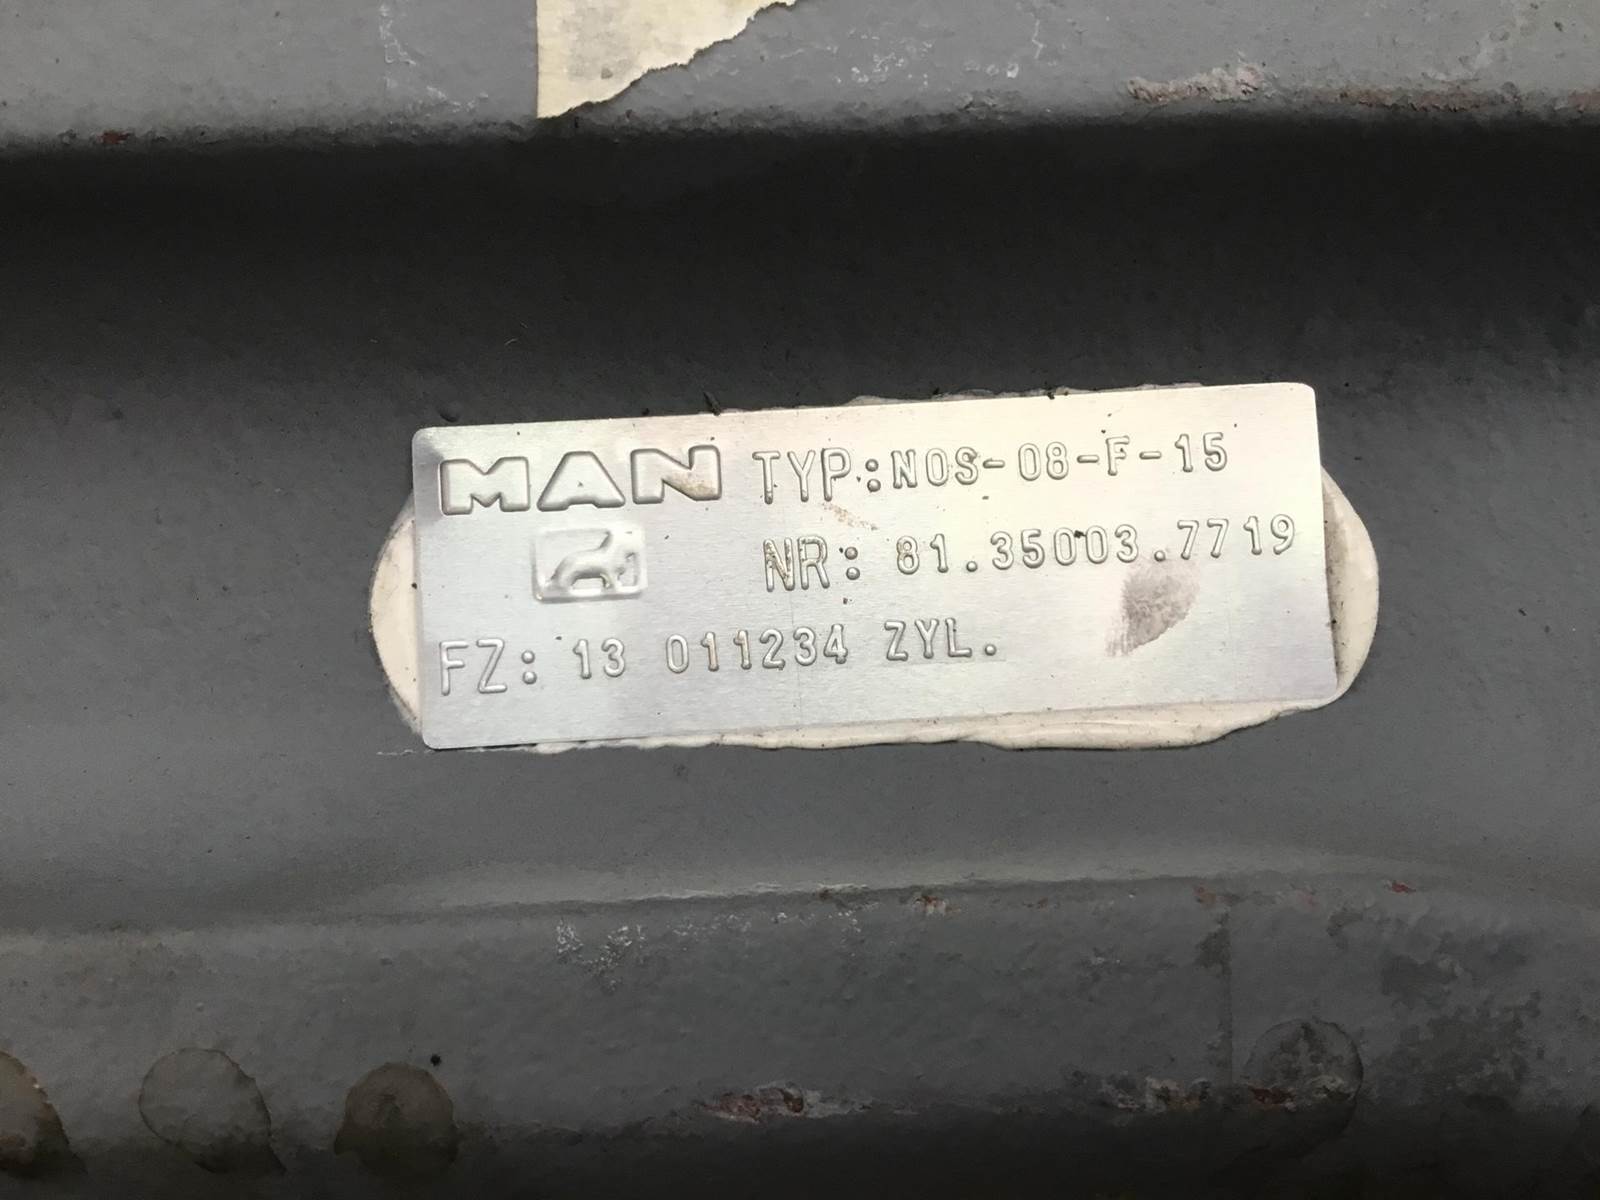 MAN TYP: NOS-08-F-15
NR: 81.35003.7719
FZ: 13 011234 ZYL.